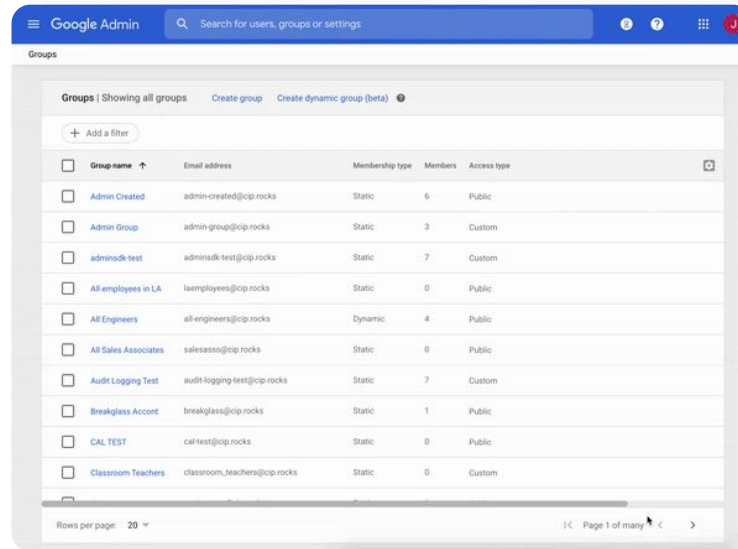 Google Admin Search for users, groups or settings
Groups
Groups | Showing all groups Create group Create dynamic group (beta)
Add a filter
Group name Email address Membership type Members Access type
Admin Created admin-created@cip.rocks Static 6 Public
Admin Group admin-group@cip.rocks Static 3 Custom
adminsdk-test adminsdk-test@cip.rocks Static 7 Custom
All employees in LA laemployees@cip.rocks Static 0 Public
All Engineers all-engineers@cip.rocks Dynamic 4 Public
All Sales Associates salesasso@cip.rocks Static 0 Public
Audit Logging Test audit-logging-test@cip.rocks Static 7 Custom
Breakglass Accont breakglass@cip.rocks Static 1 Public
CAL TEST cal-test@cip.rocks Static 0 Public
Classroom Teachers classroom_teachers@cip.rocks Static 0 Custom
Rows per page: 20 Page 1 of many